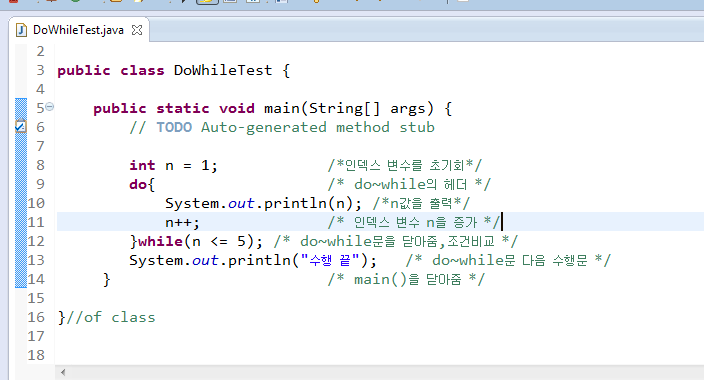 DoWhileTest.java
2
3 public class DoWhileTest {
4
5 public static void main(String[] args) {
6 // TODO Auto-generated method stub
7
8 int n = 1; /*인덱스 변수를 초기회*/
9 do{ /* do~while의 헤더 */
10 System.out.println(n); /*n값을 출력*/
11 n++; /* 인덱스 변수 n을 증가 */
12 }while(n <= 5); /* do~while문을 닫아줌,조건비교 */
13 System.out.println("수행 끝"); /* do~while문 다음 수행문 */
14 } /* main()을 닫아줌 */
15
16 }//of class
17
18